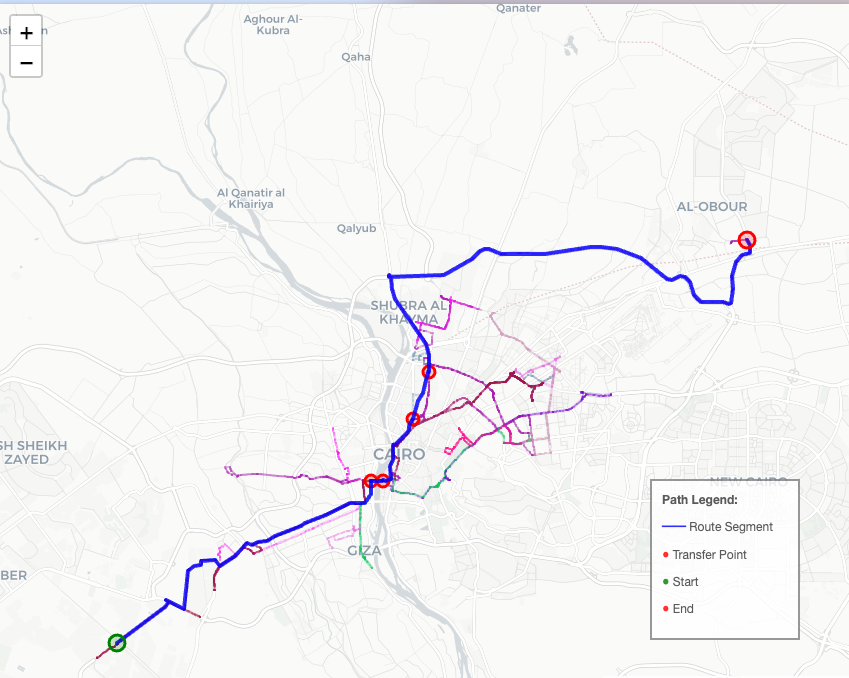 Qanater
Aghour Al-
Kubra
+
−
Qaha
Al Qanatir al
Khairiya
AL-OBOUR
Qalyub
SHUBRA AL
KHAYMA
SH SHEIKH
ZAYED
CAIRO
NEW CAIRO
Path Legend:
Route Segment
Transfer Point
GIZA
BER
Start
End